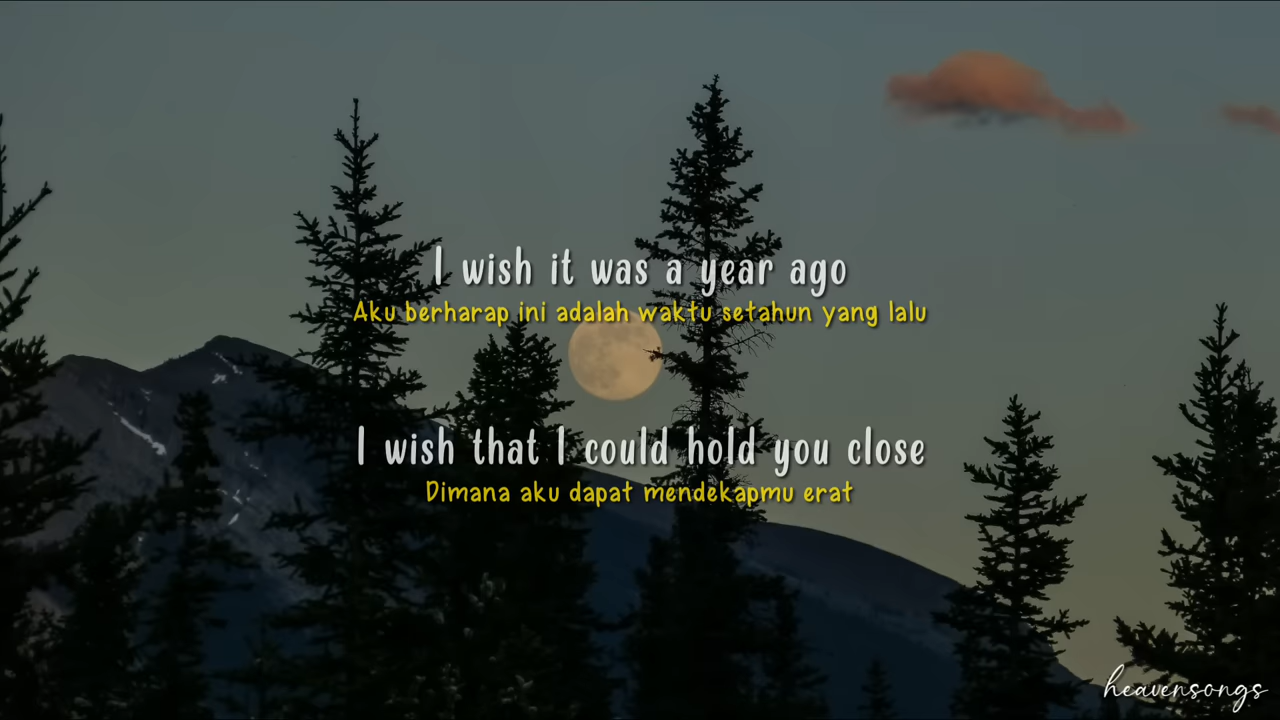 I wish it was a year ago
Aku berharap ini adalah waktu setahun yang lalu
I wish that I could hold you close
Dimana aku dapat mendekapmu erat
heavensongs